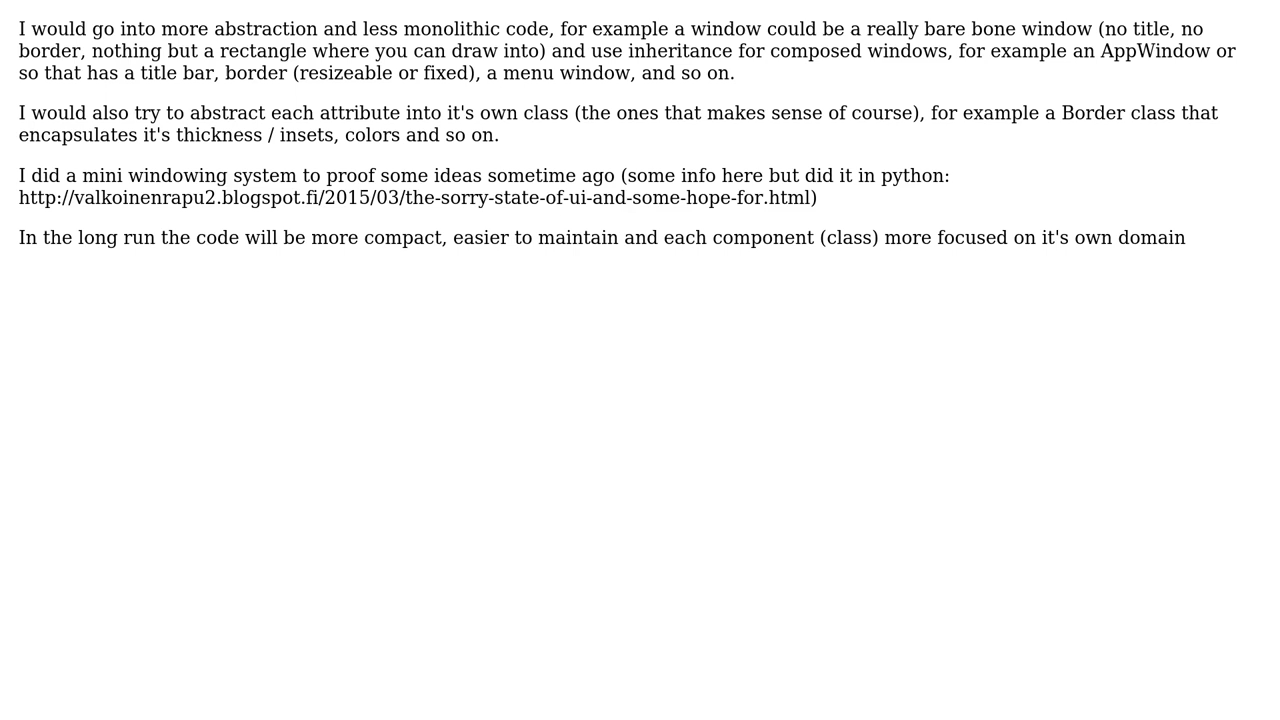 I would go into more abstraction and less monolithic code, for example a window could be a really bare bone window (no title, no
border, nothing but a rectangle where you can draw into) and use inheritance for composed windows, for example an AppWindow or
so that has a title bar, border (resizeable or fixed), a menu window, and so on.
I would also try to abstract each attribute into it's own class (the ones that makes sense of course), for example a Border class that
encapsulates it's thickness / insets, colors and so on.
I did a mini windowing system to proof some ideas sometime ago (some info here but did it in python:
http://valkoinenrapu2.blogspot.fi/2015/03/the-sorry-state-of-ui-and-some-hope-for.html)
In the long run the code will be more compact, easier to maintain and each component (class) more focused on it's own domain